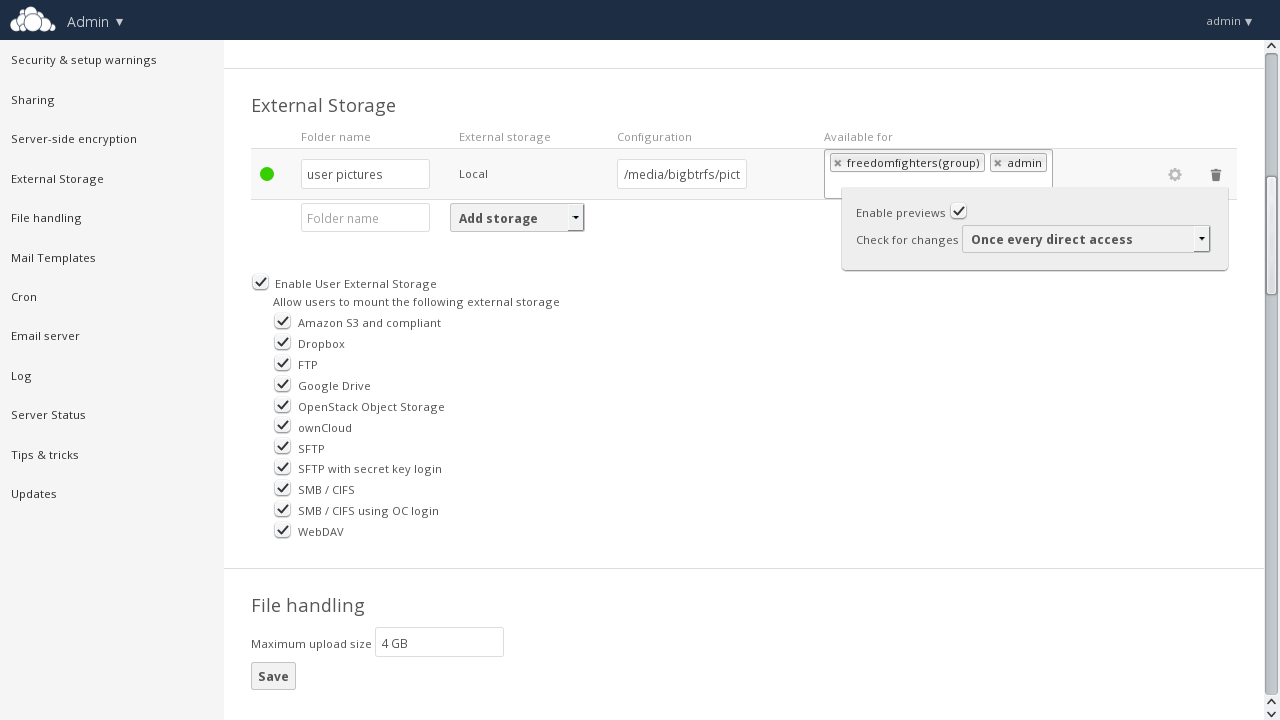 Admin ▼
admin ▼
Security & setup warnings
Sharing
Server-side encryption
External Storage
File handling
Mail Templates
Cron
Email server
Log
Server Status
Tips & tricks
Updates
External Storage
Folder name External storage Configuration Available for
user pictures Local /media/bigbtrfs/pict × freedomfighters(group) × admin
Folder name Add storage
Enable previews
Check for changes Once every direct access
Enable User External Storage
Allow users to mount the following external storage
Amazon S3 and compliant
Dropbox
FTP
Google Drive
OpenStack Object Storage
ownCloud
SFTP
SFTP with secret key login
SMB / CIFS
SMB / CIFS using OC login
WebDAV
File handling
Maximum upload size 4 GB
Save